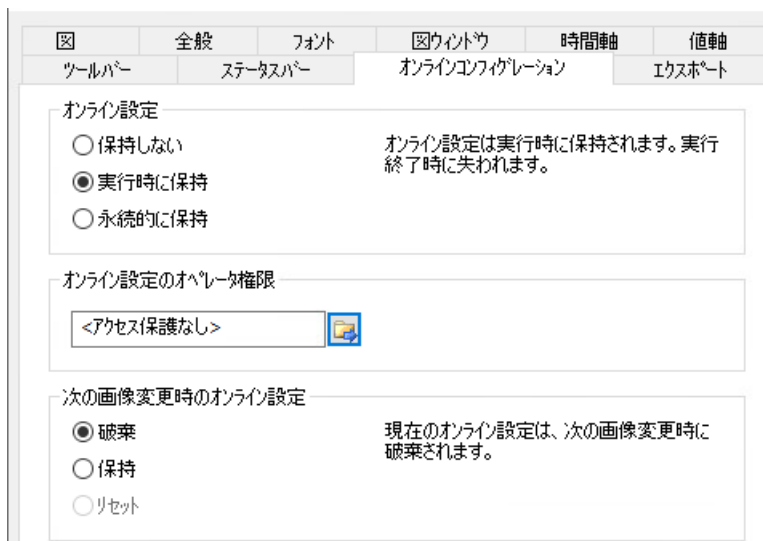 図 全般 フォント 図ウィンドウ 時間軸 値軸
ツールバー ステータスバー オンラインコンフィグレーション エクスポート
オンライン設定
保持しない
オンライン設定は実行時に保持されます。実行
終了時に失われます。
実行時に保持
永続的に保持
オンライン設定のオペレータ権限
<アクセス保護なし>
次の画像変更時のオンライン設定
破棄
現在のオンライン設定は、次の画像変更時に
破棄されます。
保持
リセット